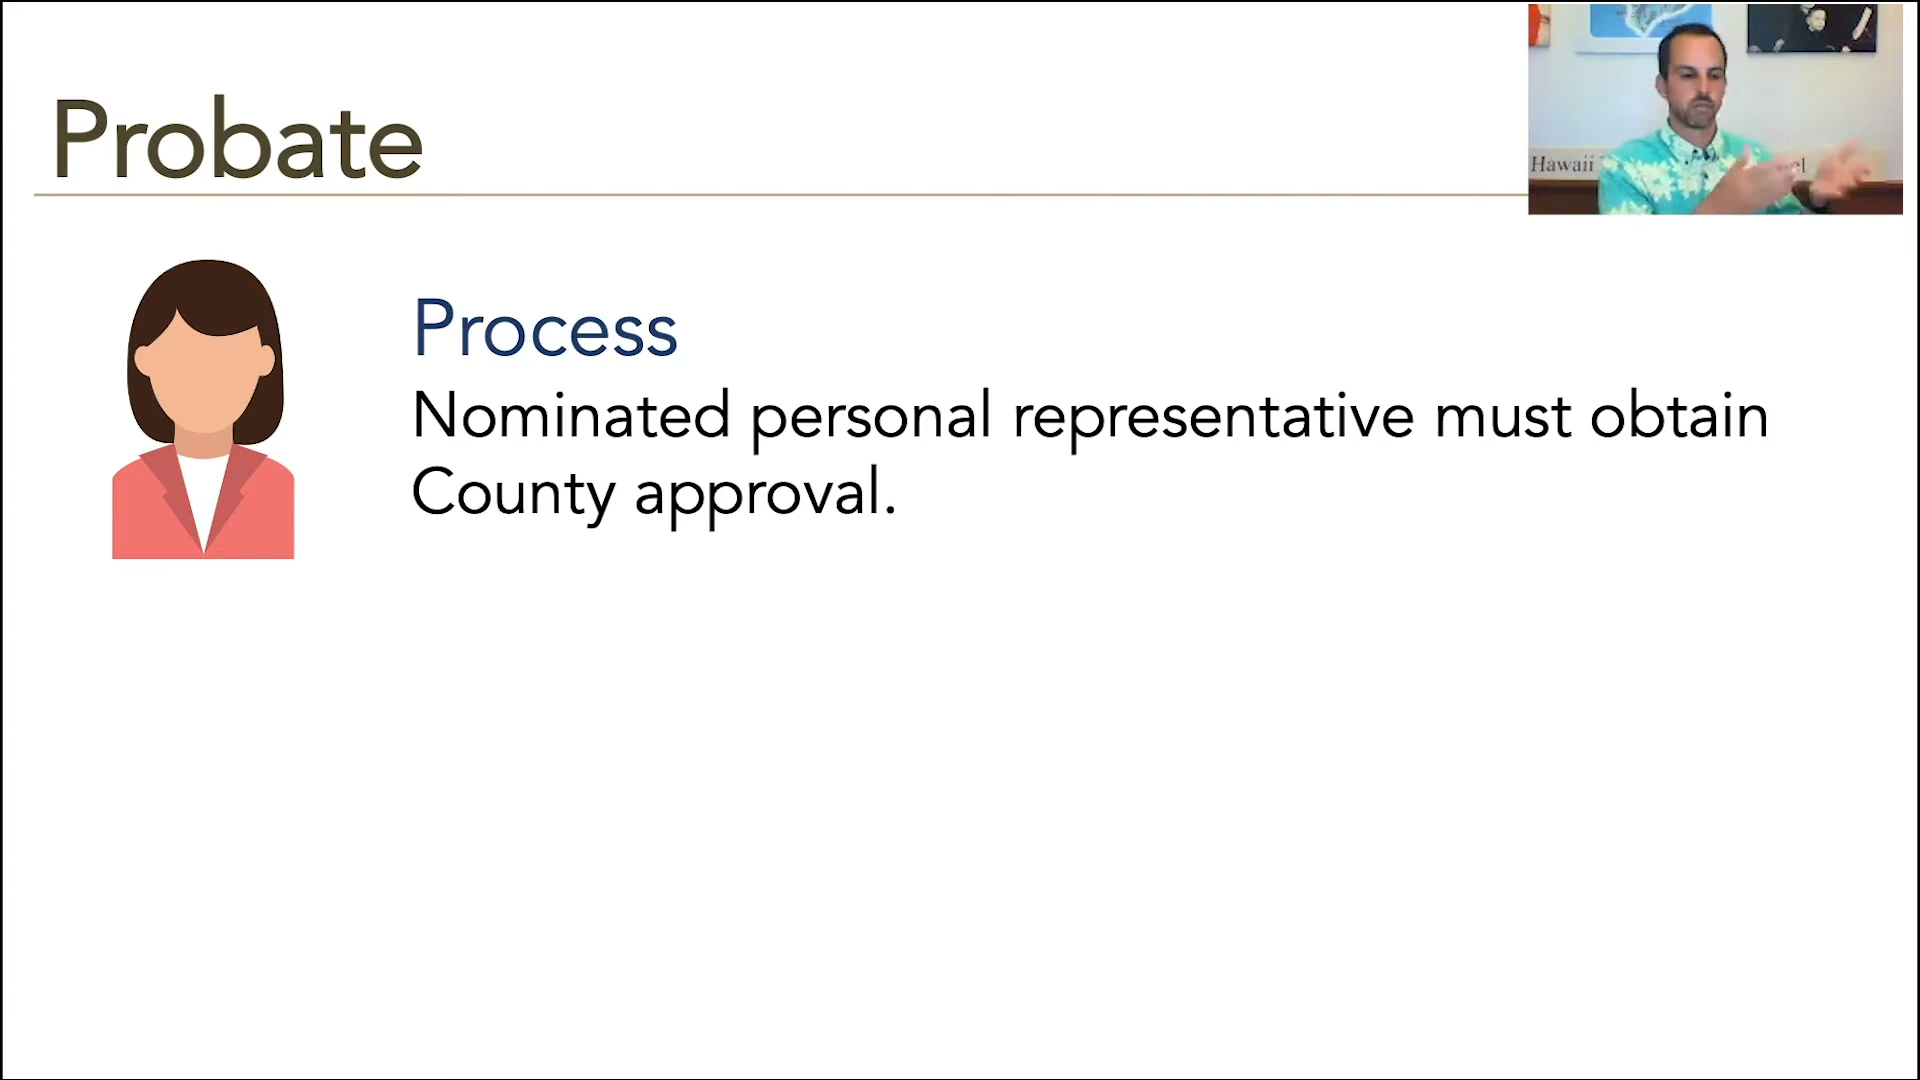 Probate
Hawaii
Process
Nominated personal representative must obtain
County approval.